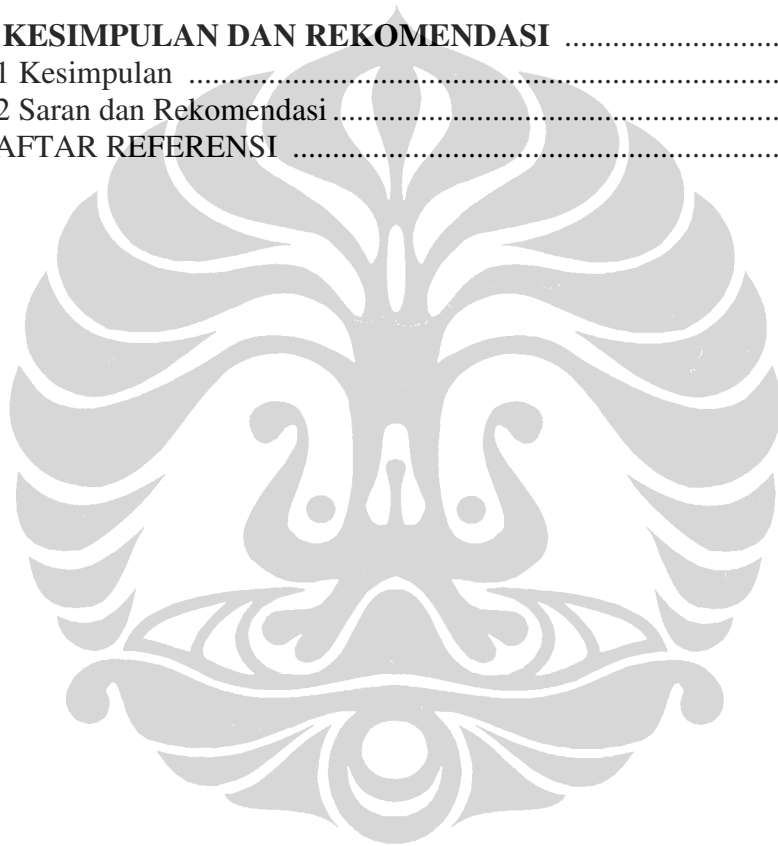 KESIMPULAN DAN REKOMENDASI ...........................
1 Kesimpulan ..........................................................................
2 Saran dan Rekomendasi ........................................................
AFTAR REFERENSI .............................................................